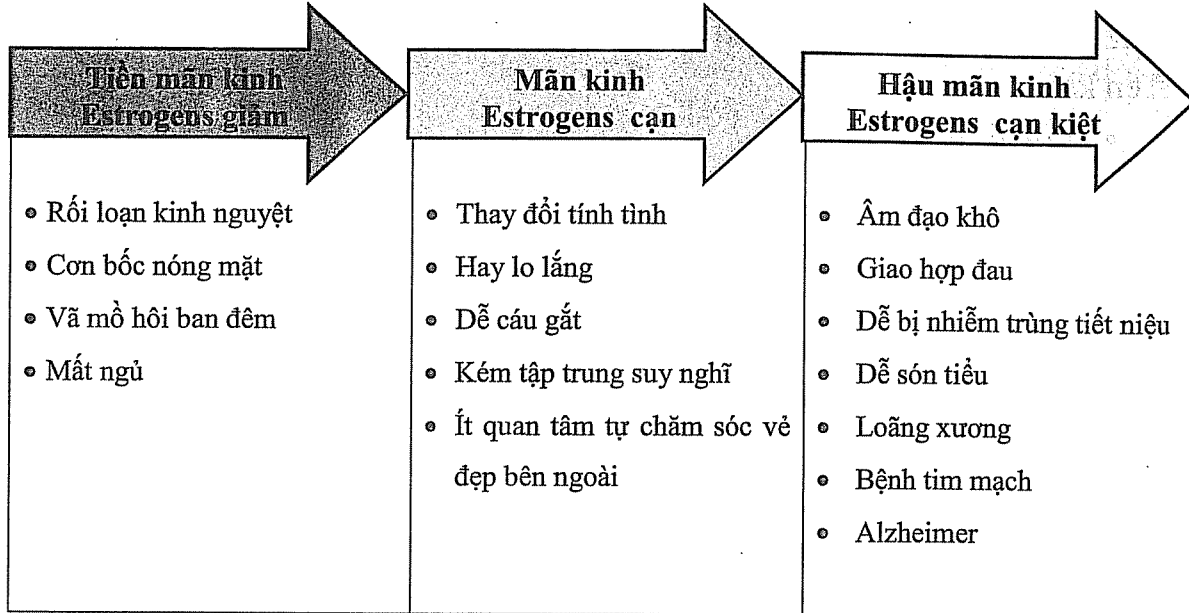 Tiền mãn kinh
Estrogens giảm
Mãn kinh
Estrogens cạn
Hậu mãn kinh
Estrogens cạn kiệt
Rối loạn kinh nguyệt
Cơn bốc nóng mặt
Vã mồ hôi ban đêm
Mất ngủ
Thay đổi tính tình
Hay lo lắng
Dễ cáu gắt
Kém tập trung suy nghĩ
Ít quan tâm tự chăm sóc vẻ
đẹp bên ngoài
Âm đạo khô
Giao hợp đau
Dễ bị nhiễm trùng tiết niệu
Dễ són tiểu
Loãng xương
Bệnh tim mạch
Alzheimer